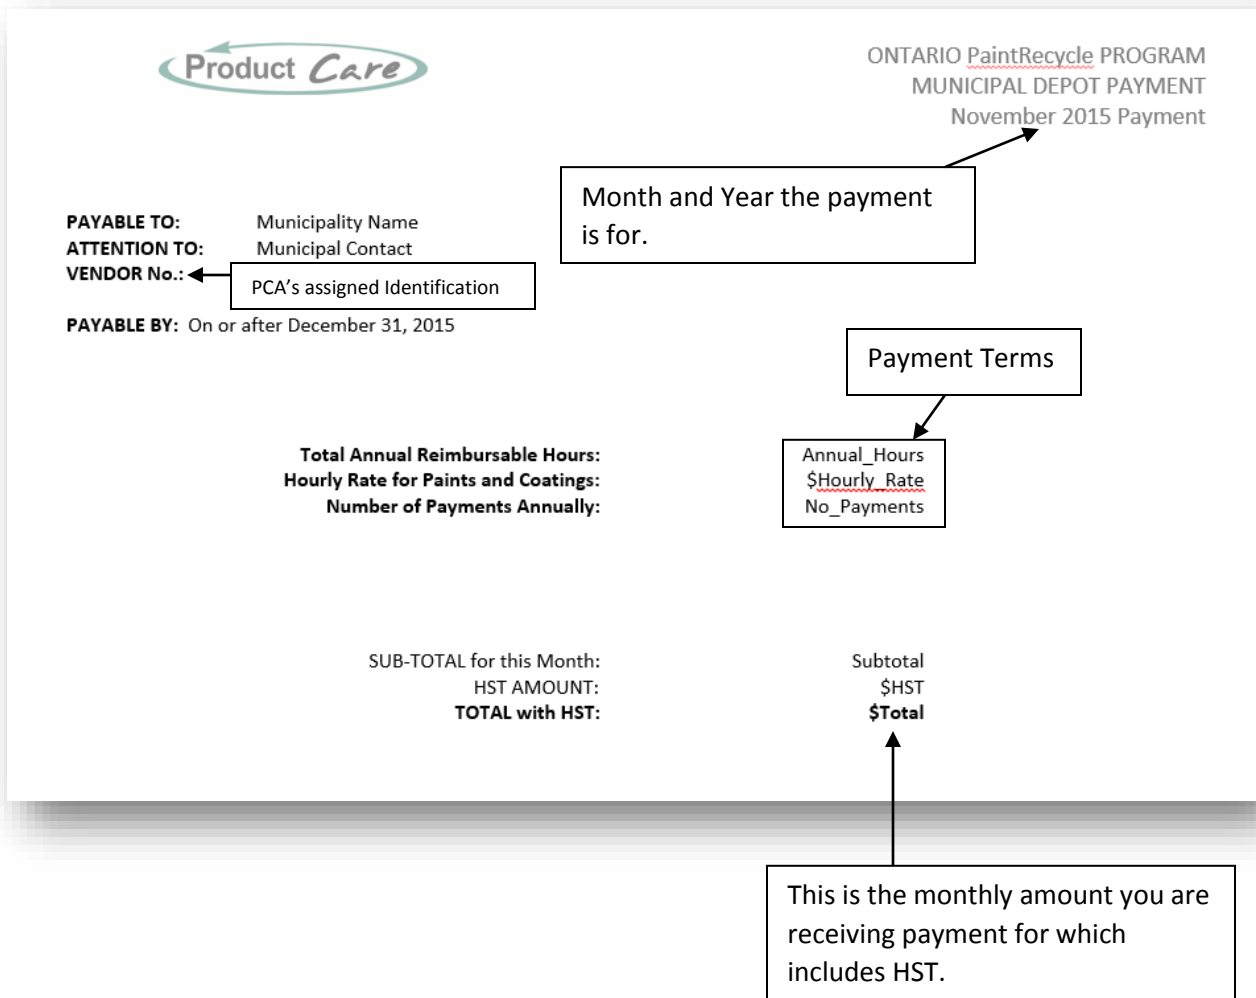 Product Care
ONTARIO PaintRecycle PROGRAM
MUNICIPAL DEPOT PAYMENT
November 2015 Payment
Month and Year the payment
is for.
PAYABLE TO: Municipality Name
ATTENTION TO: Municipal Contact
VENDOR No.:
PCA's assigned Identification
PAYABLE BY: On or after December 31, 2015
Payment Terms
Total Annual Reimbursable Hours: Annual_Hours
Hourly Rate for Paints and Coatings: $Hourly_Rate
Number of Payments Annually: No_Payments
SUB-TOTAL for this Month: Subtotal
HST AMOUNT: $HST
TOTAL with HST: $Total
This is the monthly amount you are
receiving payment for which
includes HST.